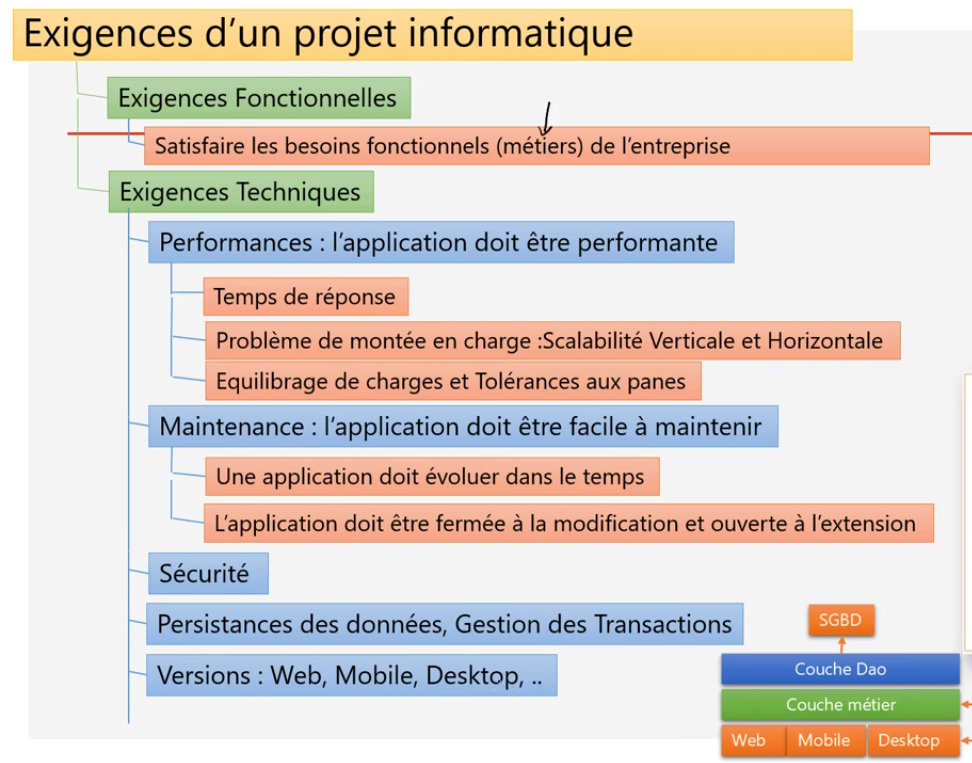 Exigences d'un projet informatique
Exigences Fonctionnelles
Satisfaire les besoins fonctionnels (métiers) de l'entreprise
Exigences Techniques
Performances : l'application doit être performante
Temps de réponse
Problème de montée en charge :Scalabilité Verticale et Horizontale
Equilibrage de charges et Tolérances aux panes
Maintenance : l'application doit être facile à maintenir
Une application doit évoluer dans le temps
L'application doit être fermée à la modification et ouverte à l'extension
Sécurité
Persistances des données, Gestion des Transactions
Versions : Web, Mobile, Desktop, ..
SGBD
Couche Dao
Couche métier
Web Mobile Desktop